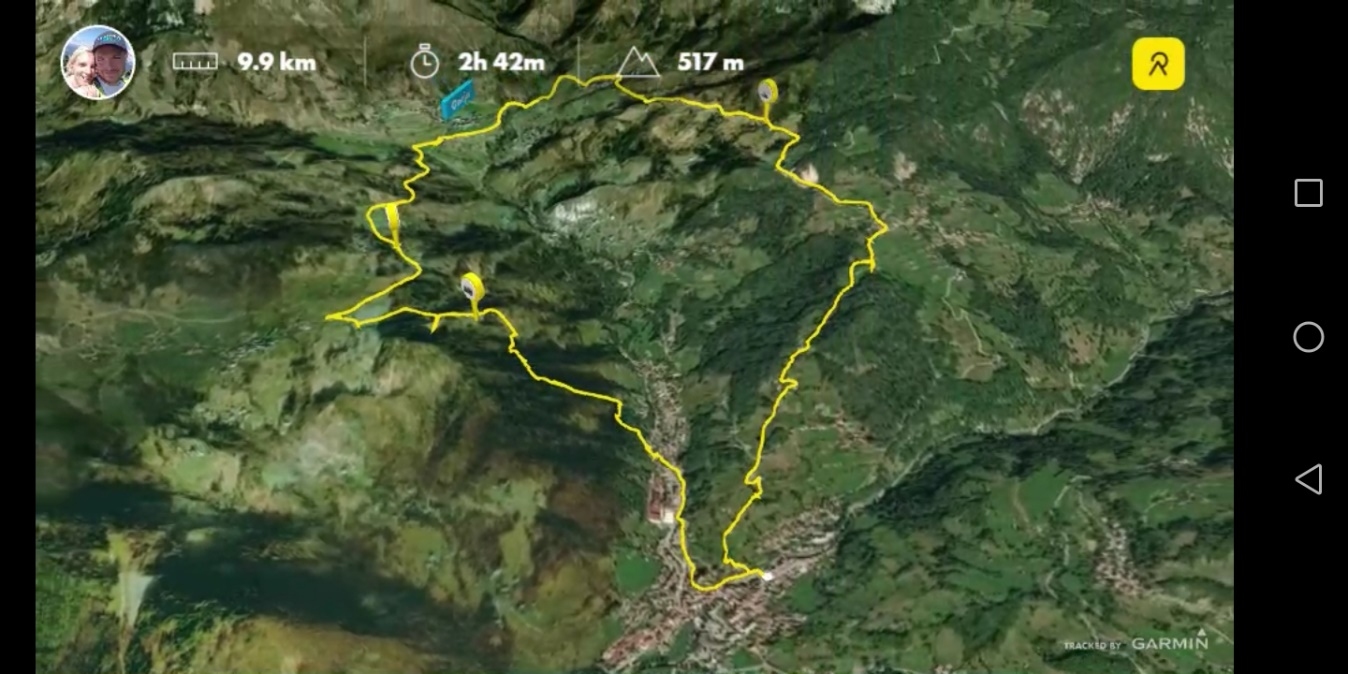 9.9 km
2h 42m
517 m
TRACKED BY GARMIN